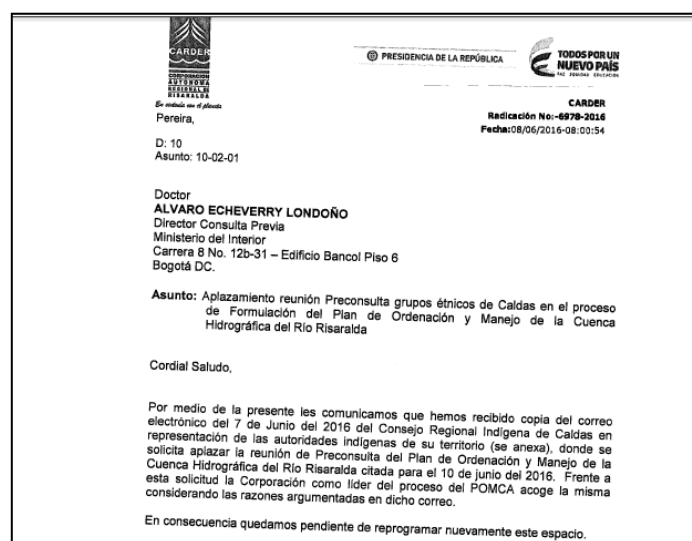 CARDER
CORPORACION
AUTONOMA
REGIONAL DE
RISARALDA
PRESIDENCIA DE LA REPÚBLICA
TODOS POR UN
NUEVO PAÍS
PAZ EQUIDAD EDUCACIÓN
Pereira,
CARDER
Radicación No:-6978-2016
Fecha:08/06/2016-08:00:54
D: 10
Asunto: 10-02-01
Doctor
ALVARO ECHEVERRY LONDOÑO
Director Consulta Previa
Ministerio del Interior
Carrera 8 No. 12b-31 – Edificio Bancol Piso 6
Bogotá DC.
Asunto: Aplazamiento reunión Preconsulta grupos étnicos de Caldas en el proceso
de Formulación del Plan de Ordenación y Manejo de la Cuenca
Hidrográfica del Río Risaralda
Cordial Saludo,
Por medio de la presente les comunicamos que hemos recibido copia del correo
electrónico del 7 de Junio del 2016 del Consejo Regional Indígena de Caldas en
representación de las autoridades indígenas de su territorio (se anexa), donde se
solicita aplazar la reunión de Preconsulta del Plan de Ordenación y Manejo de la
Cuenca Hidrográfica del Río Risaralda citada para el 10 de junio del 2016. Frente a
esta solicitud la Corporación como líder del proceso del POMCA acoge la misma
considerando las razones argumentadas en dicho correo.
En consecuencia quedamos pendiente de reprogramar nuevamente este espacio.